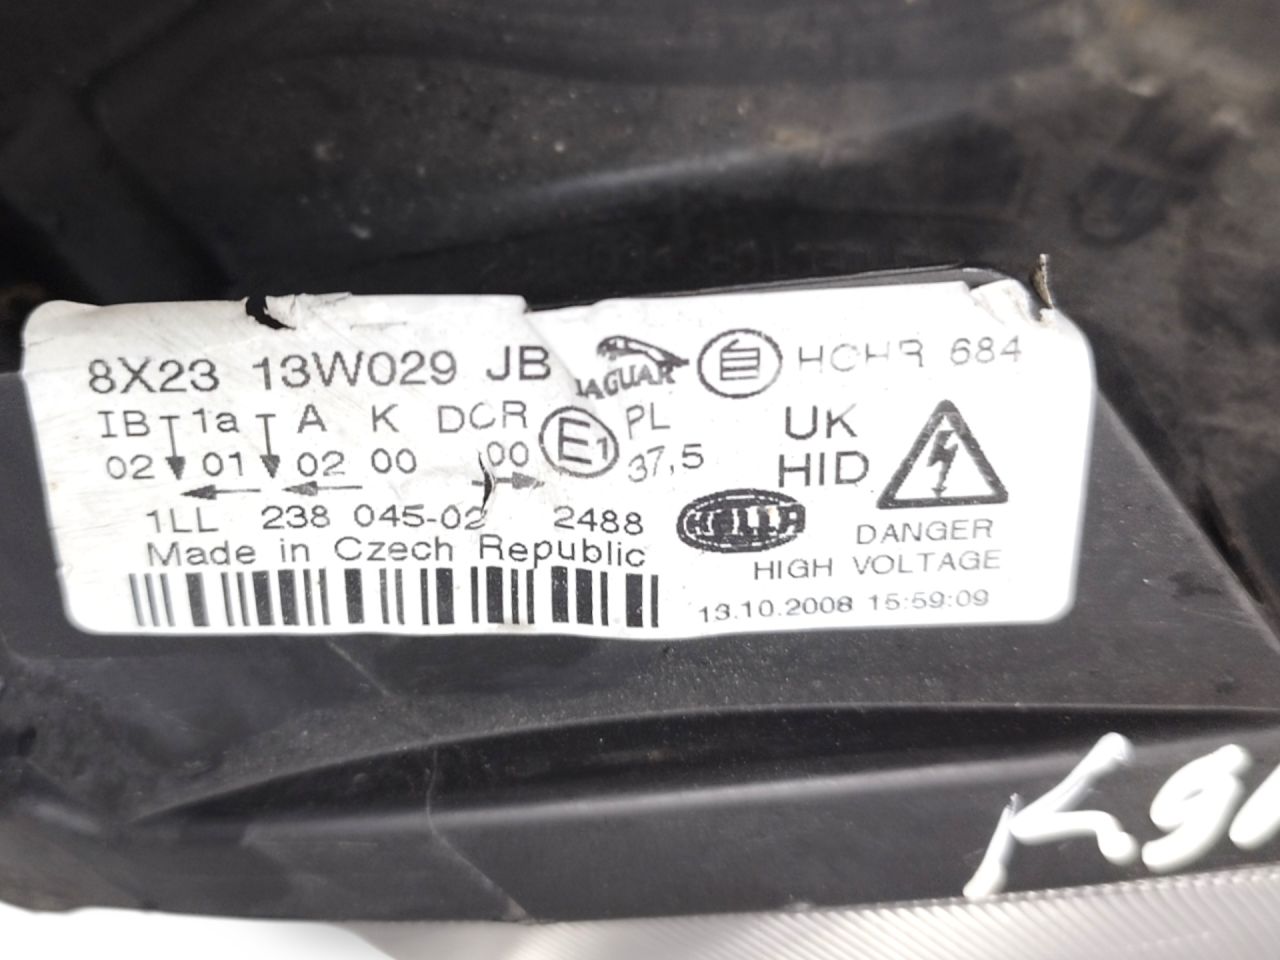 8X23 13W029 JB JAGUAR HCHR 684
IB 1a A K DCR E1 PL UK
02 01 02 00 00 37,5 HID
1LL 238 045-02 2488 HELLA DANGER
Made in Czech Republic HIGH VOLTAGE
13.10.2008 15:59:09